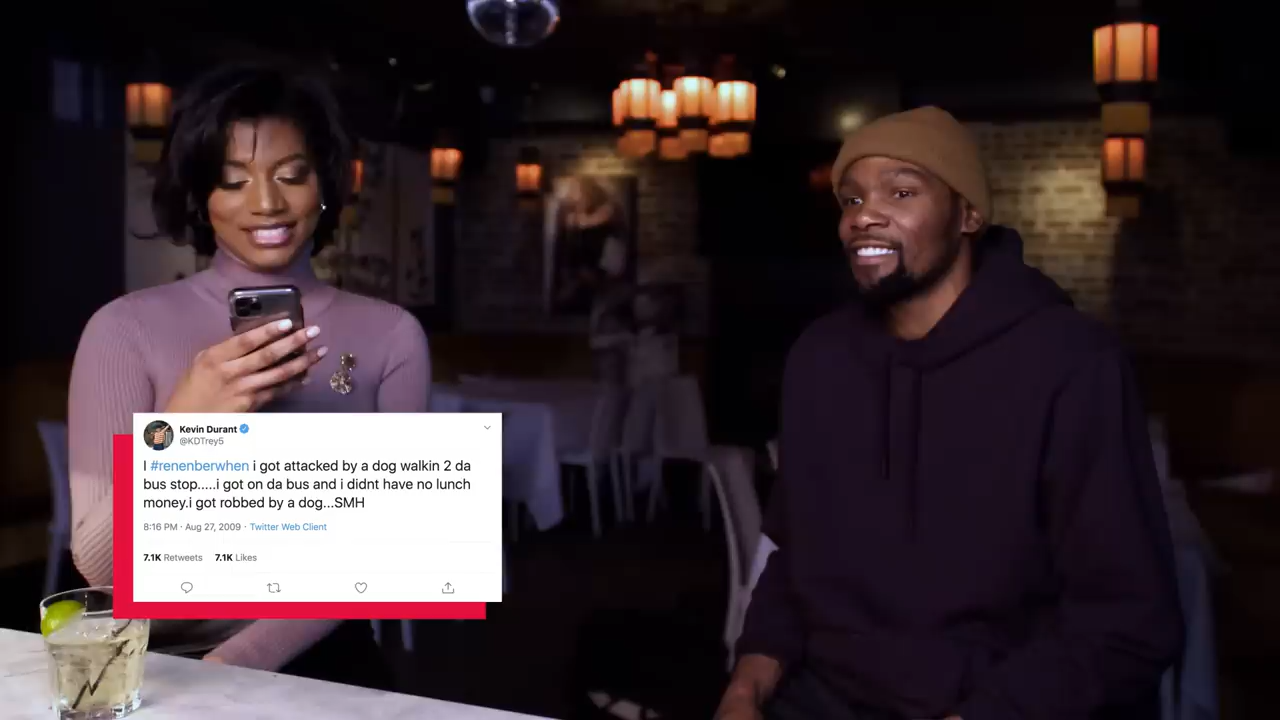 Kevin Durant
@KDTrey5
I #renenberwhen i got attacked by a dog walkin 2 da
bus stop.....i got on da bus and i didnt have no lunch
money.i got robbed by a dog...SMH
8:16 PM · Aug 27, 2009 · Twitter Web Client
7.1K Retweets 7.1K Likes